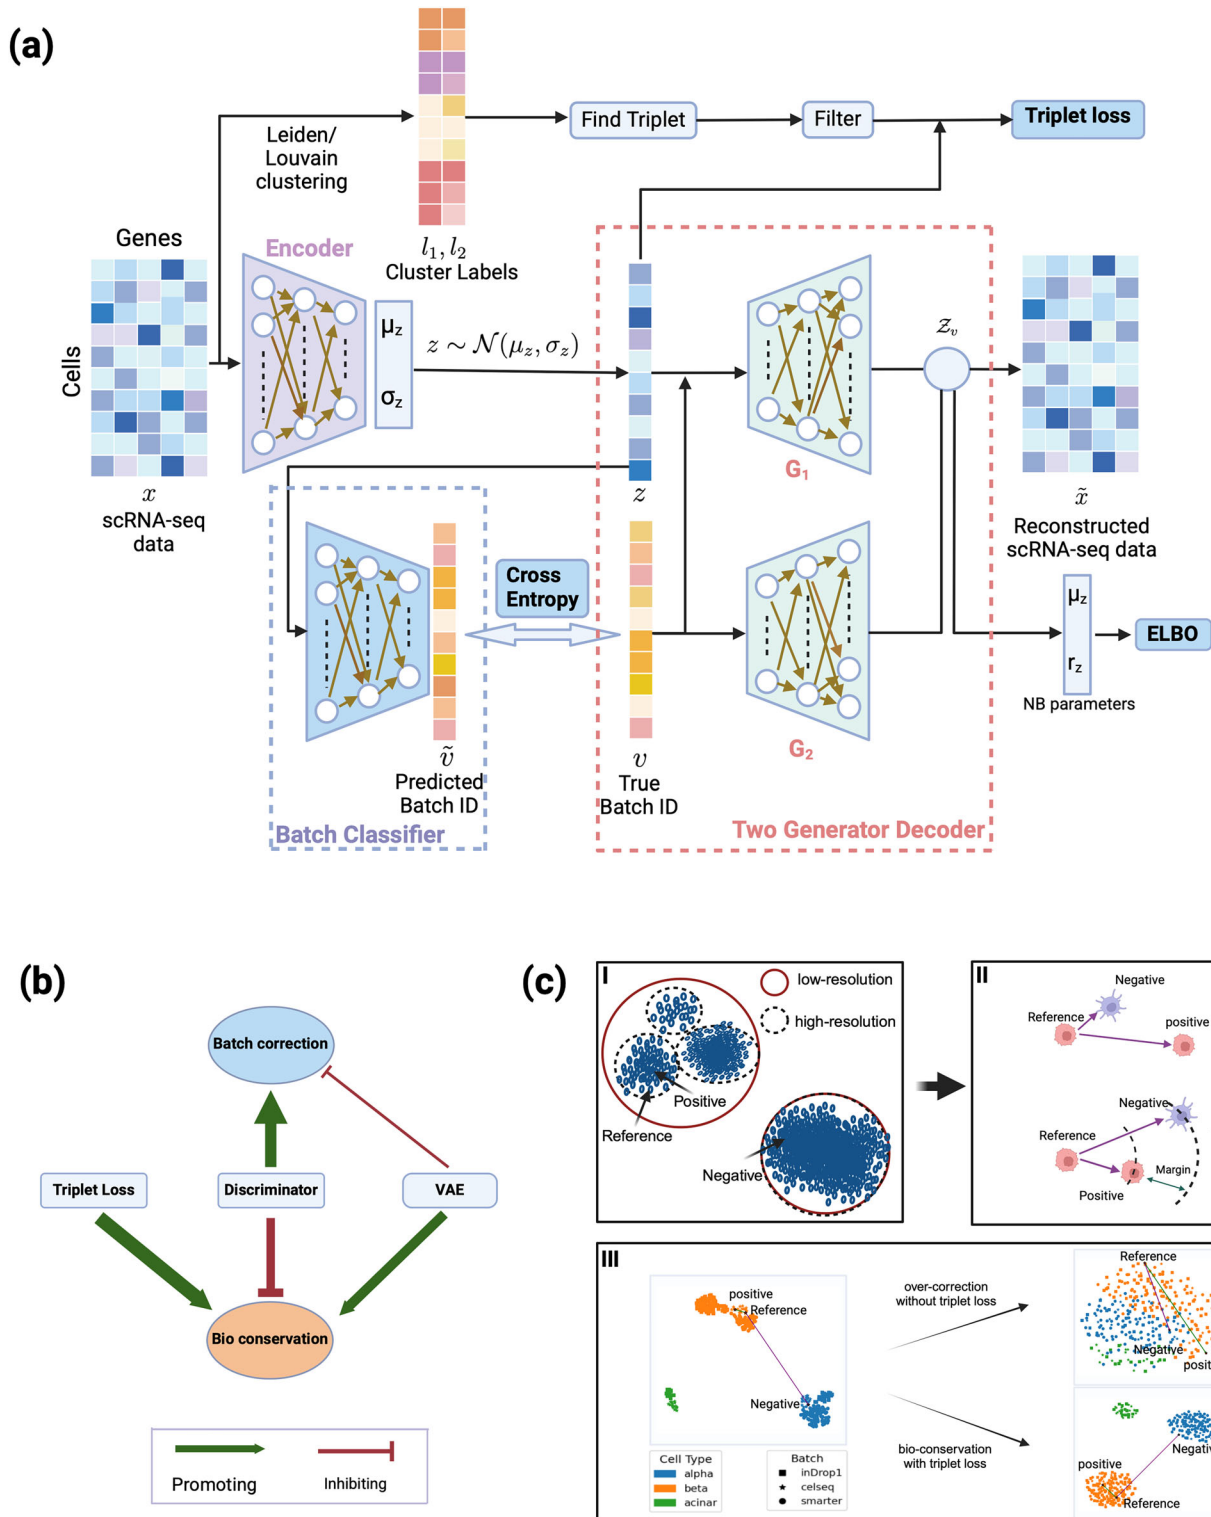 (a)
Leiden/
Louvain
clustering
Find Triplet
Filter
Triplet loss
Genes
Cells
x
scRNA-seq
data
Encoder
l₁, l₂
Cluster Labels
μz
σz
z ∼ 𝒩(μz, σz)
z
G₁
𝒵ᵥ
x̃
Reconstructed
scRNA-seq data
Cross
Entropy
ṽ
Predicted
Batch ID
Batch Classifier
v
True
Batch ID
G₂
Two Generator Decoder
μz
rz
NB parameters
ELBO
(b)
Batch correction
Triplet Loss
Discriminator
VAE
Bio conservation
Promoting
Inhibiting
(c)
I
low-resolution
high-resolution
Positive
Reference
Negative
II
Negative
Reference
positive
Negative
Reference
Margin
Positive
III
positive
Reference
Negative
Cell Type
alpha
beta
acinar
Batch
inDrop1
celseq
smarter
over-correction
without triplet loss
bio-conservation
with triplet loss
Reference
Negative
posit
Negativ
positive
Reference